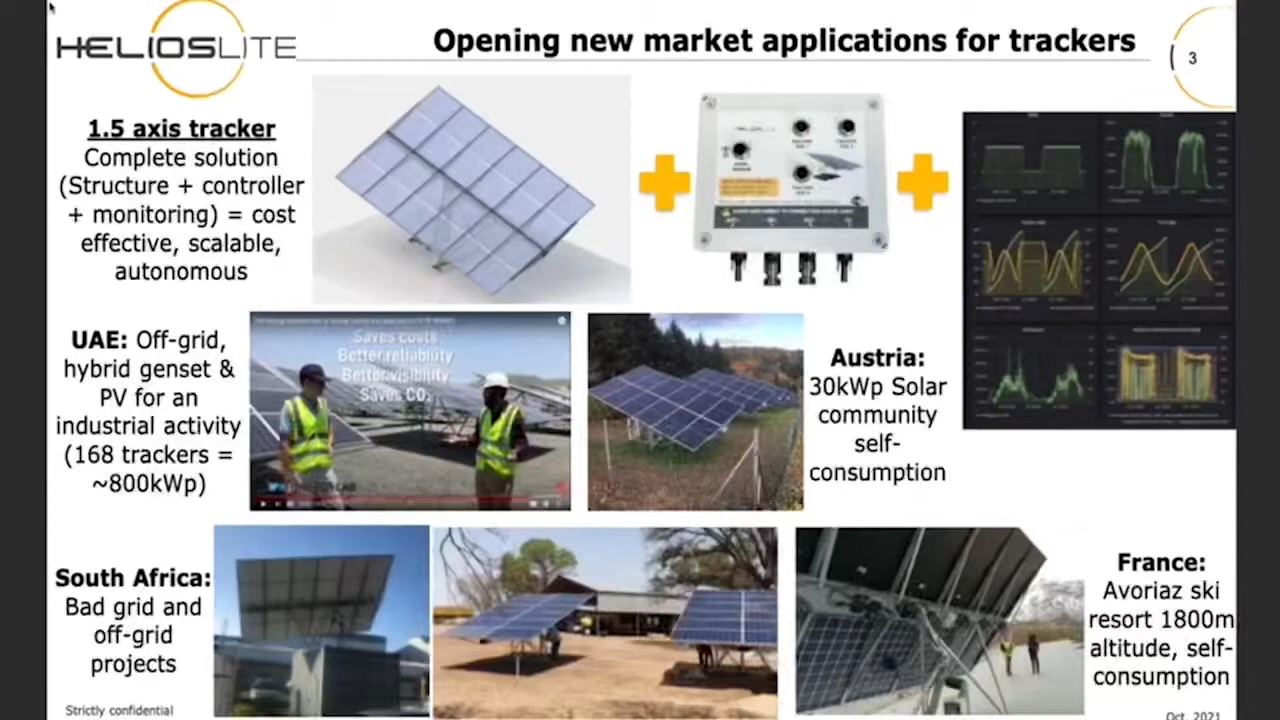 HELIOSLITE
Opening new market applications for trackers
3
1.5 axis tracker
Complete solution
(Structure + controller
+ monitoring) = cost
effective, scalable,
autonomous
UAE: Off-grid,
hybrid genset &
PV for an
industrial activity
(168 trackers =
~800kWp)
Saves costs
Better reliability
Better visibility
Saves CO₂
Austria:
30kWp Solar
community
self-
consumption
South Africa:
Bad grid and
off-grid
projects
France:
Avoriaz ski
resort 1800m
altitude, self-
consumption
Strictly confidential
Oct. 2021